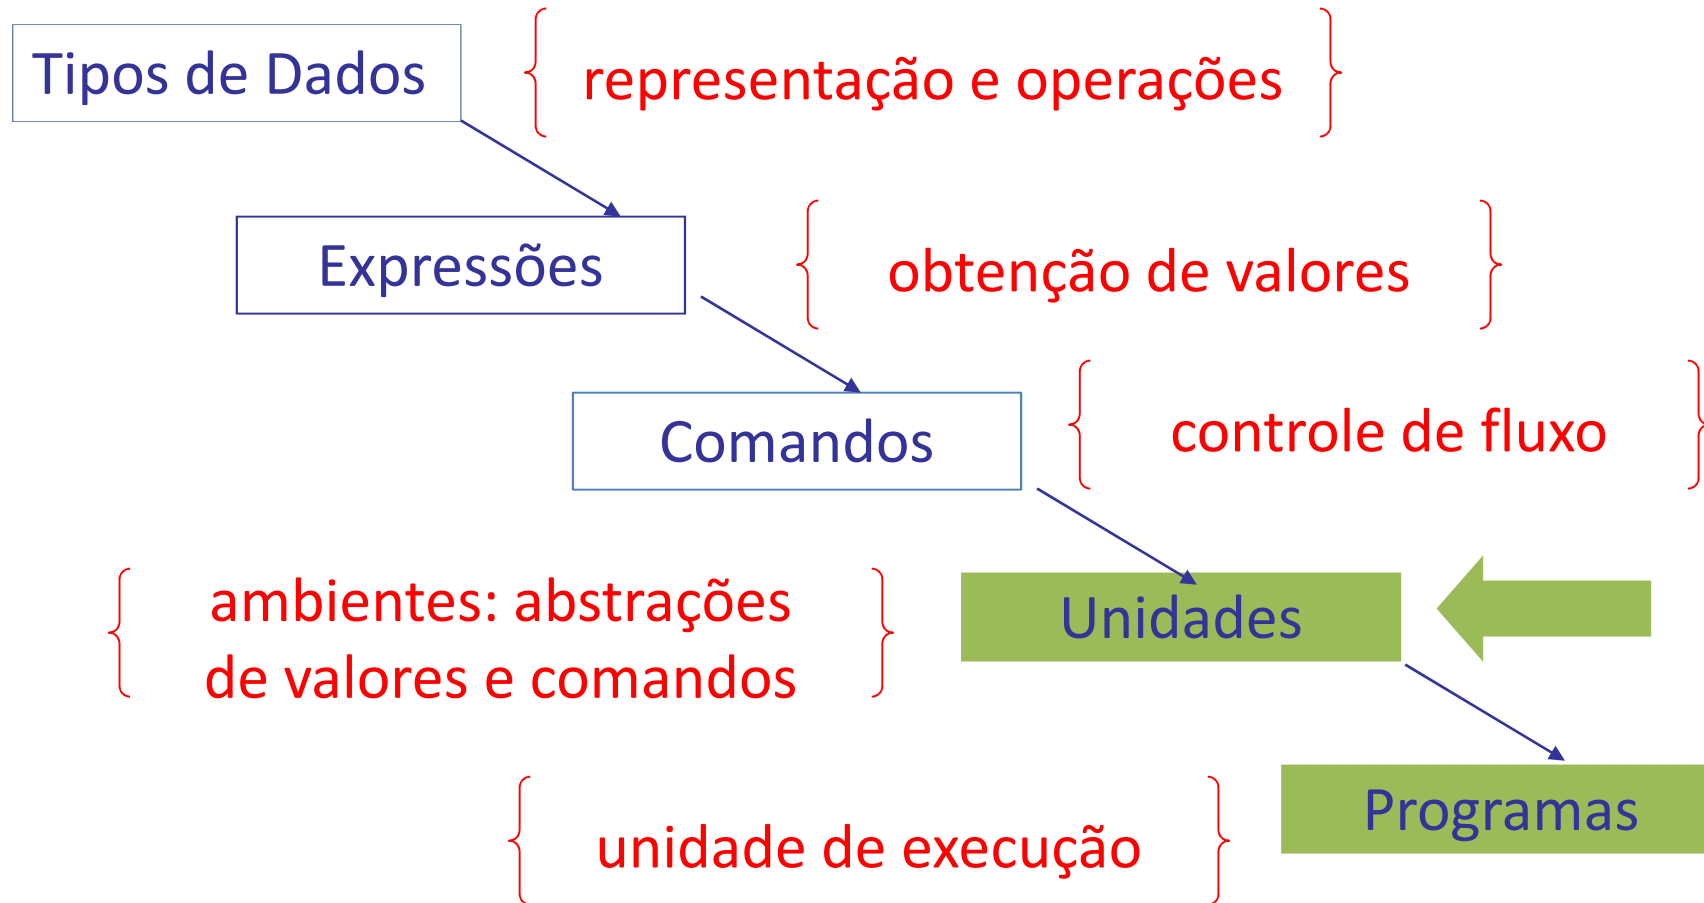 Tipos de Dados
representação e operações
Expressões
obtenção de valores
Comandos
controle de fluxo
ambientes: abstrações
de valores e comandos
Unidades
Programas
unidade de execução